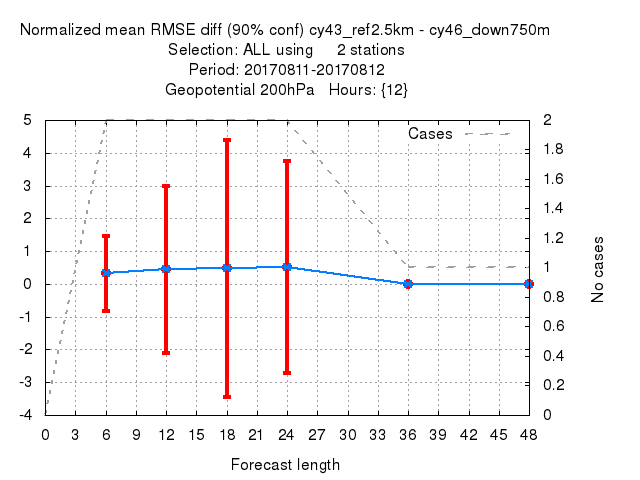 Normalized mean RMSE diff (90% conf) cy43_ref2.5km - cy46_down750m
Selection: ALL using 2 stations
Period: 20170811-20170812
Geopotential 200hPa Hours: {12}
Cases
5
4
3
2
1
0
-1
-2
-3
-4
2
1.8
1.6
1.4
1.2
1
0.8
0.6
0.4
0.2
0
No cases
0 3 6 9 12 15 18 21 24 27 30 33 36 39 42 45 48
Forecast length